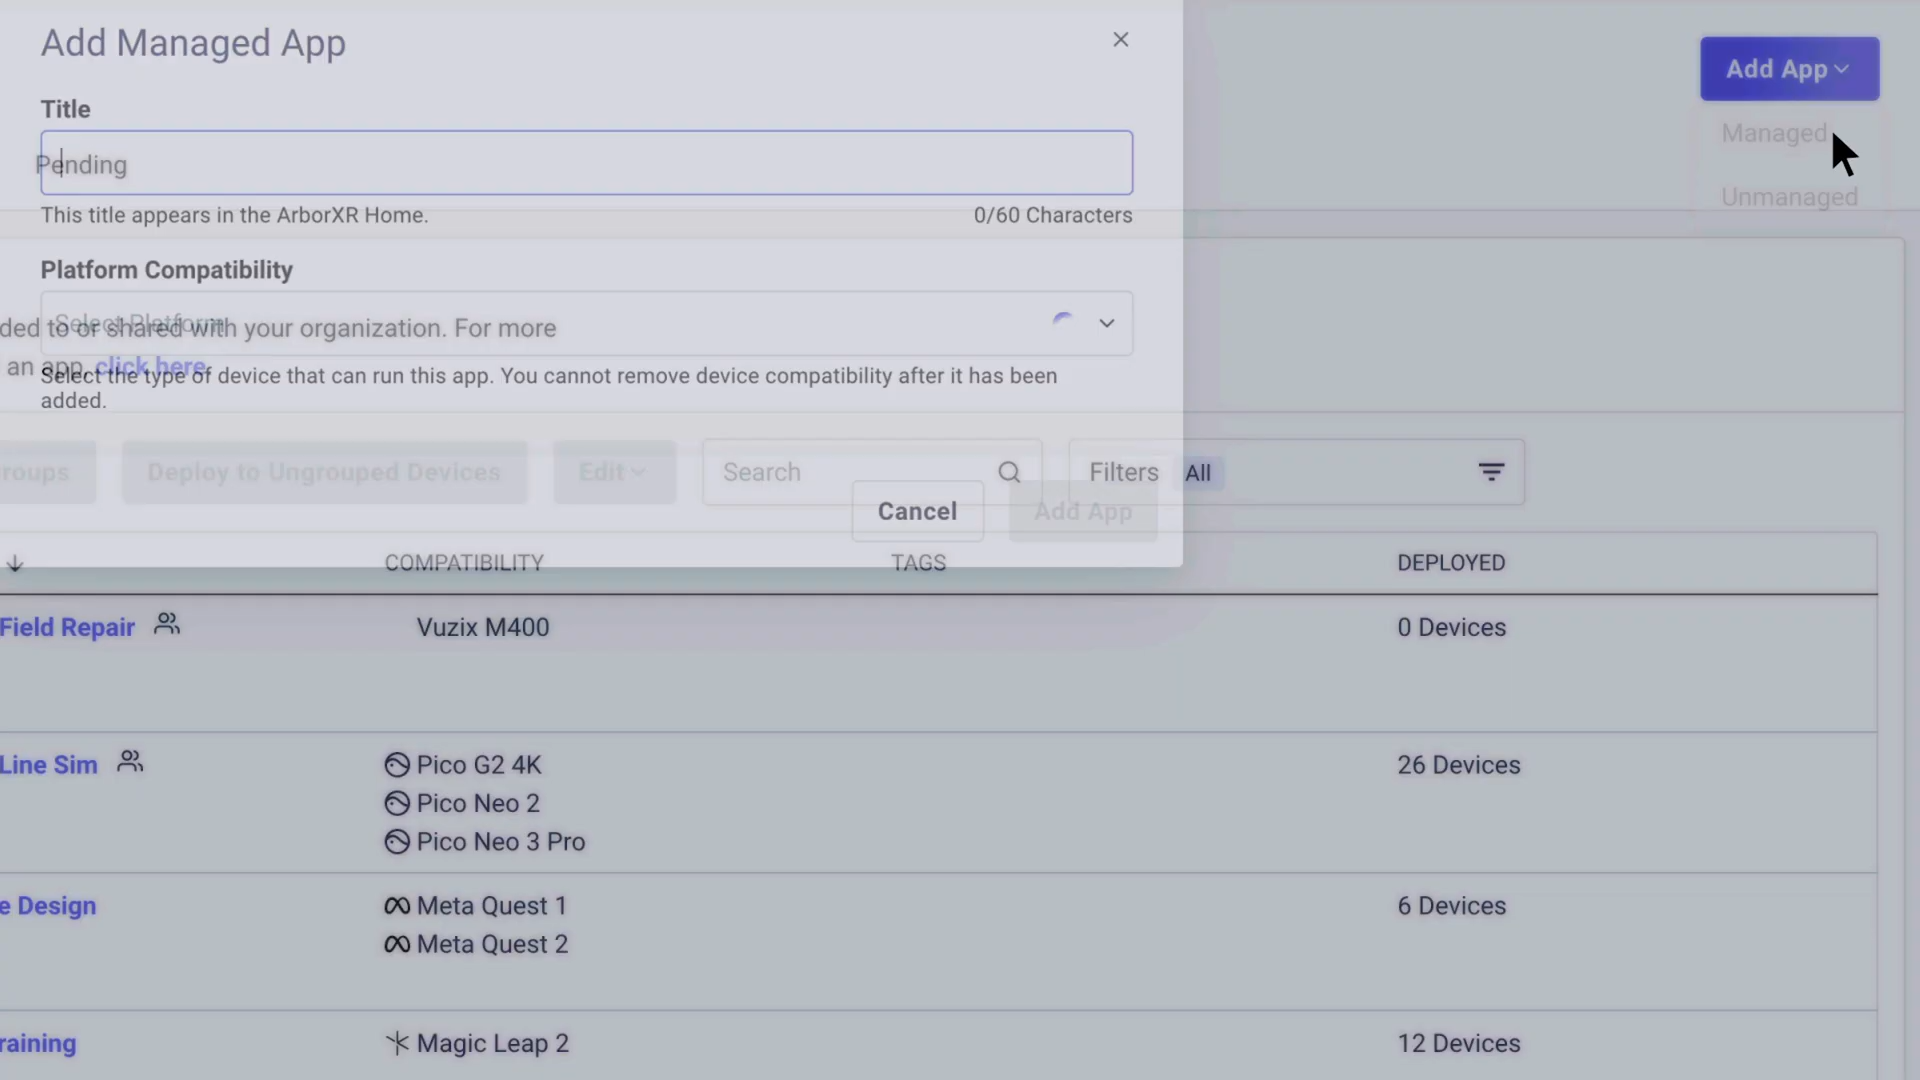 Add Managed App
Add App
Managed
Unmanaged
Title
Pending
This title appears in the ArborXR Home.
0/60 Characters
Platform Compatibility
Select Platform
ded to or shared with your organization. For more
an app, click here.
Select the type of device that can run this app. You cannot remove device compatibility after it has been
added.
roups
Deploy to Ungrouped Devices
Edit
Search
Filters
All
Cancel
Add App
COMPATIBILITY
TAGS
DEPLOYED
Field Repair
Vuzix M400
0 Devices
Line Sim
Pico G2 4K
Pico Neo 2
Pico Neo 3 Pro
26 Devices
e Design
Meta Quest 1
Meta Quest 2
6 Devices
raining
Magic Leap 2
12 Devices